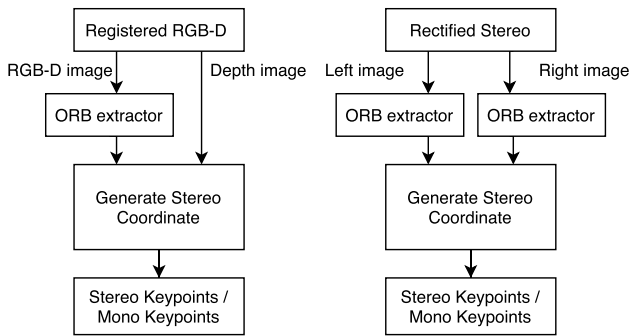 Registered RGB-D
RGB-D image
Depth image
ORB extractor
Generate Stereo
Coordinate
Stereo Keypoints /
Mono Keypoints
Rectified Stereo
Left image
Right image
ORB extractor
ORB extractor
Generate Stereo
Coordinate
Stereo Keypoints /
Mono Keypoints